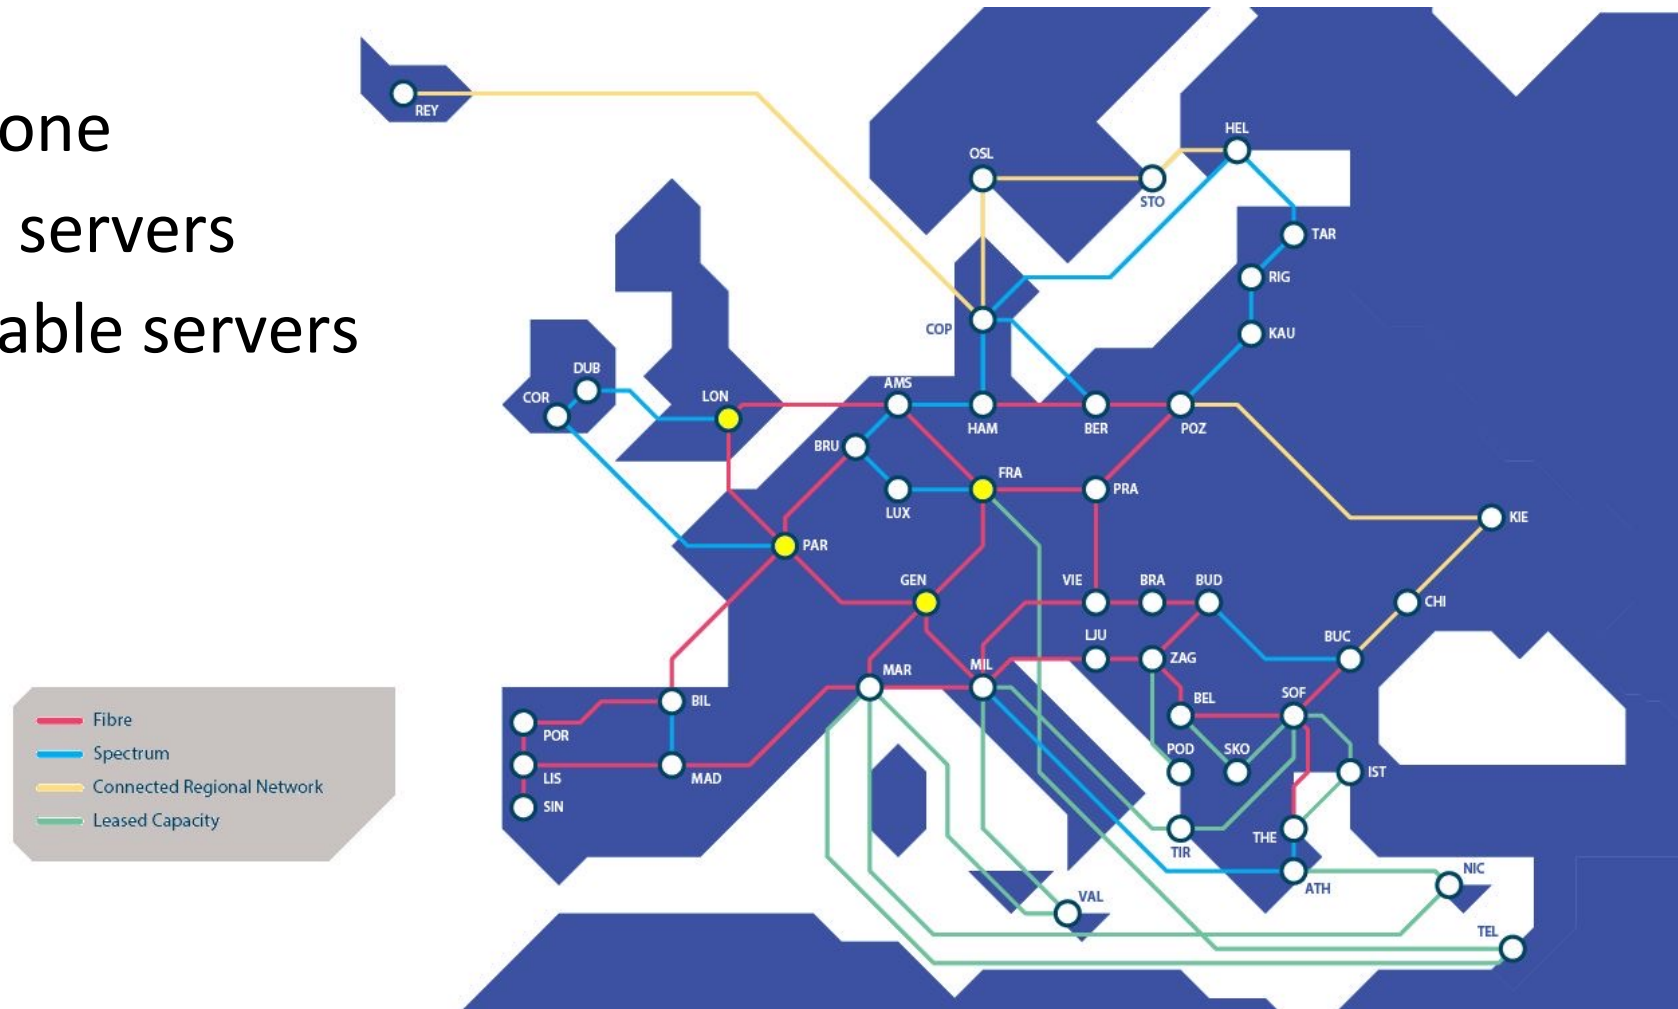 one
servers
able servers
REY
HEL
OSL
STO
TAR
RIG
COP
KAU
DUB
AMS
COR
LON
HAM
BER
POZ
BRU
FRA
PRA
LUX
KIE
PAR
GEN
VIE
BRA
BUD
CHI
LJU
BUC
ZAG
MAR
MIL
BEL
SOF
BIL
POR
POD
SKO
IST
LIS
MAD
SIN
THE
TIR
NIC
ATH
VAL
TEL
Fibre
Spectrum
Connected Regional Network
Leased Capacity